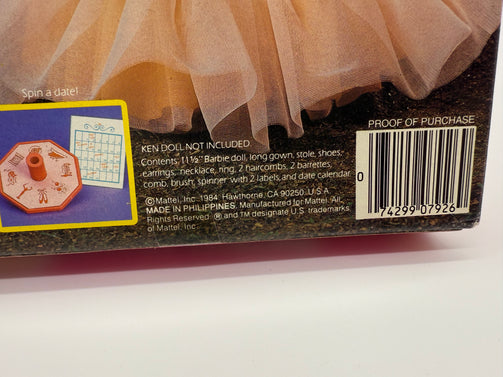 Spin a date!
KEN DOLL NOT INCLUDED.
Contents: 11½" Barbie doll, long gown, stole, shoes,
earrings, necklace, ring, 2 haircombs, 2 barrettes,
comb, brush, spinner with 2 labels and date calendar.
©Mattel, Inc. 1984. Hawthorne, CA 90250 U.S.A.
MADE IN PHILIPPINES. Manufactured for Mattel. All
Rights Reserved. ® and TM designate U.S. trademarks
of Mattel, Inc.
PROOF OF PURCHASE
0
74299 07926